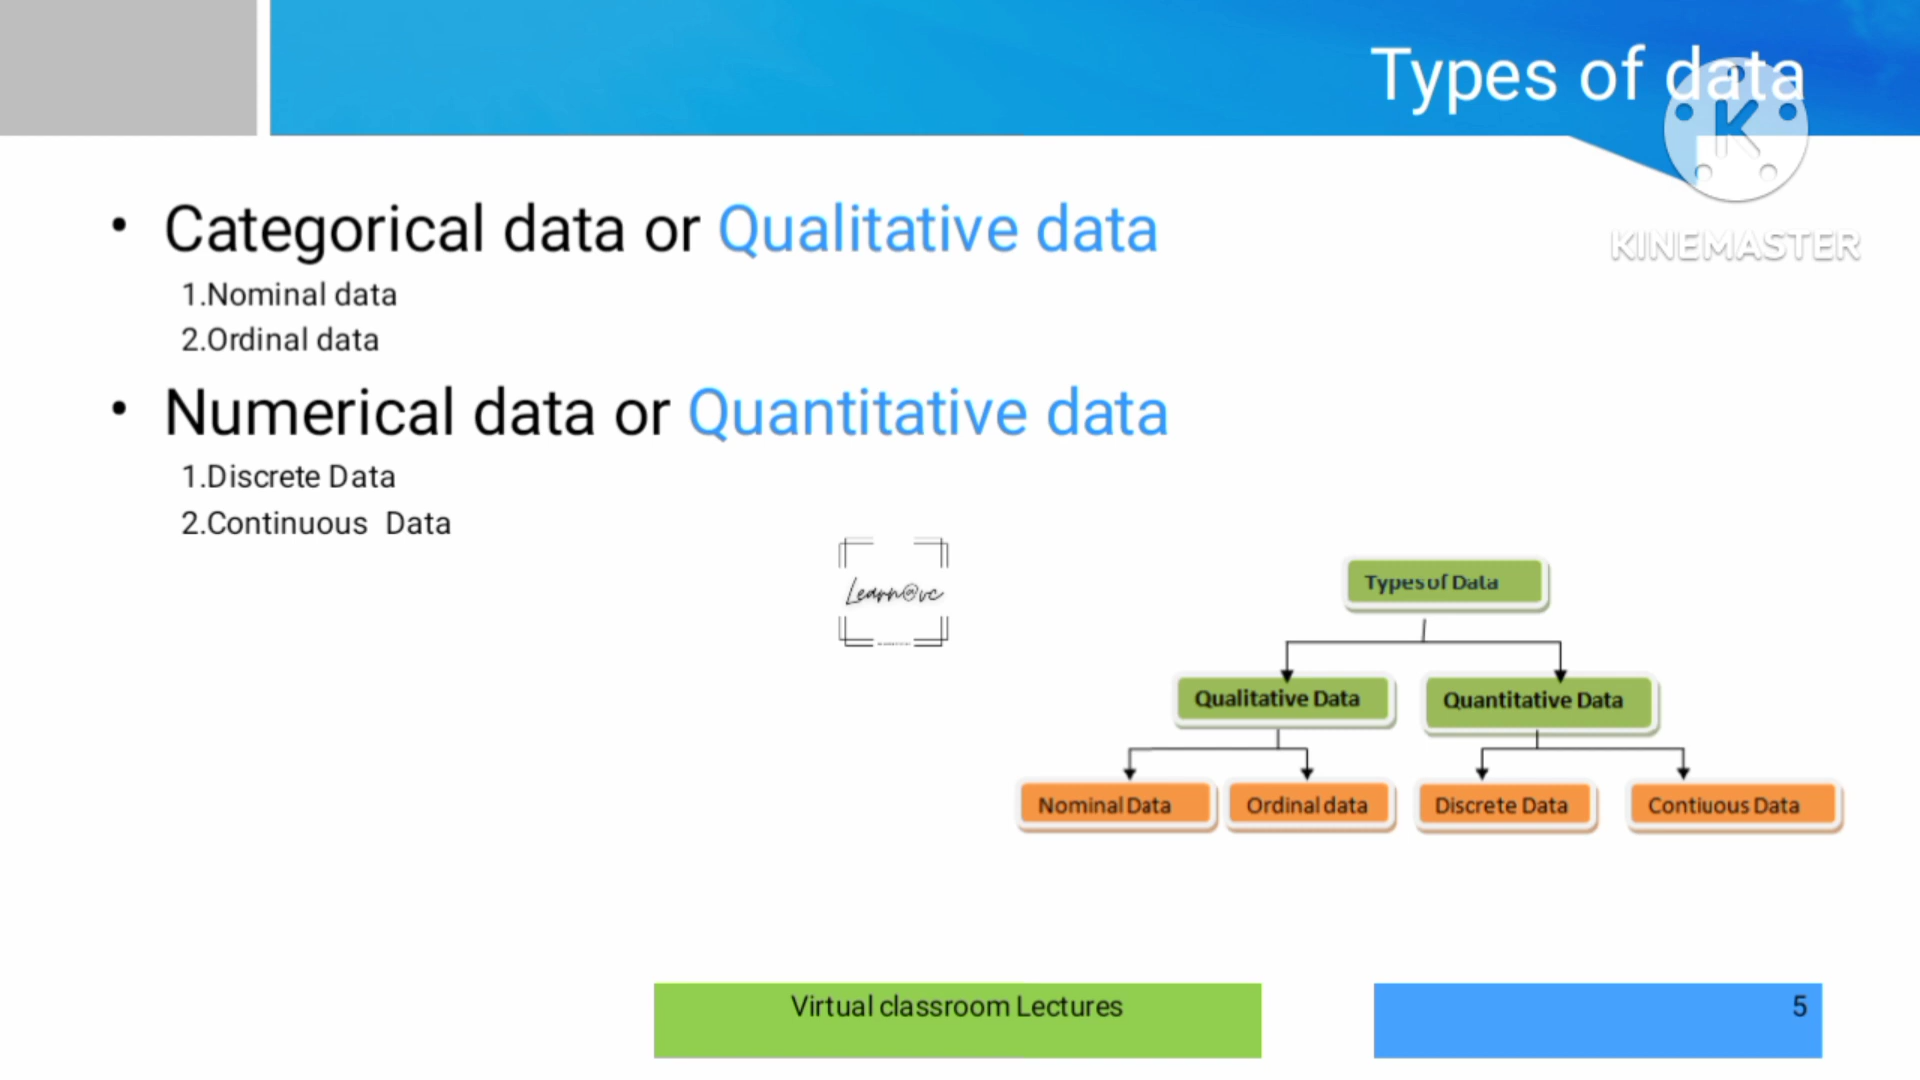 Types of data
K
KINEMASTER
• Categorical data or Qualitative data
1.Nominal data
2.Ordinal data
• Numerical data or Quantitative data
1.Discrete Data
2.Continuous Data
Learn@vc
Types of Data
Qualitative Data
Quantitative Data
Nominal Data
Ordinal data
Discrete Data
Contiuous Data
Virtual classroom Lectures
5